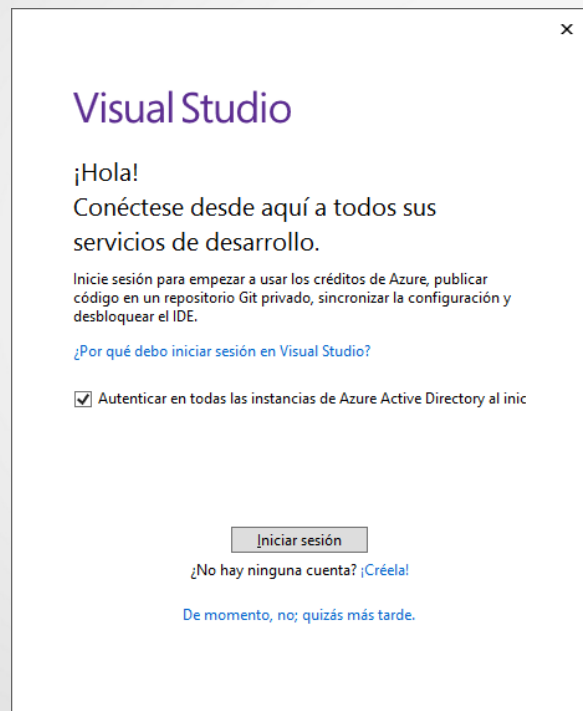 Visual Studio
¡Hola!
Conéctese desde aquí a todos sus
servicios de desarrollo.
Inicie sesión para empezar a usar los créditos de Azure, publicar
código en un repositorio Git privado, sincronizar la configuración y
desbloquear el IDE.
¿Por qué debo iniciar sesión en Visual Studio?
Autenticar en todas las instancias de Azure Active Directory al inic
Iniciar sesión
¿No hay ninguna cuenta? ¡Créela!
De momento, no; quizás más tarde.